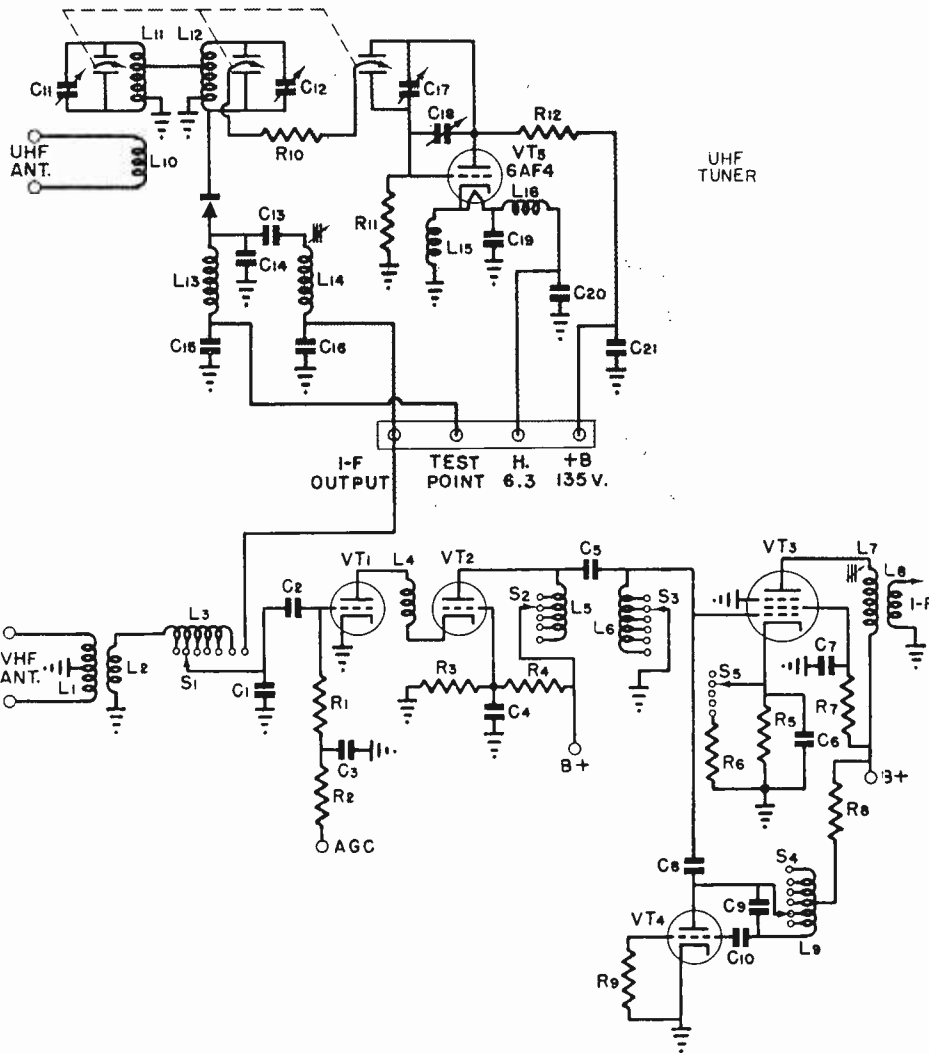 L11 L12
C11
C12
C17
C18
R10
R12
UHF
ANT.
L10
VT5
6AF4
UHF
TUNER
L16
R11
C13
C14
L13
L14
L15
C19
C20
C15
C16
C21
I-F
OUTPUT
TEST
POINT
H.
6.3
+B
135V.
VT1
L4
VT2
C5
VT3
L7
L8
I-F
C2
L3
S2
L5
L6
S3
VHF
ANT.
L1
L2
S1
C1
R1
R3
R4
C4
C7
S5
R5
R7
C6
R6
C3
R2
B+
B+
R8
AGC
C8
S4
C9
VT4
C10
L9
R9